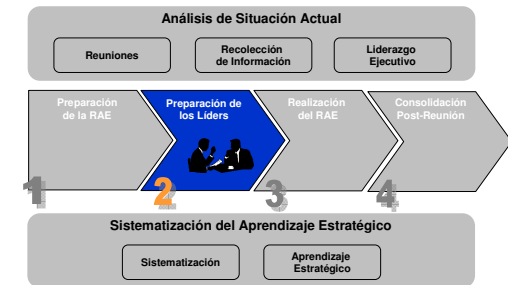 Análisis de Situación Actual
Reuniones
Recolección
de Información
Liderazgo
Ejecutivo
Preparación
de la RAE
Preparación de
los Líders
Realización
del RAE
Consolidación
Post-Reunión
1
2
3
4
Sistematización del Aprendizaje Estratégico
Sistematización
Aprendizaje
Estratégico